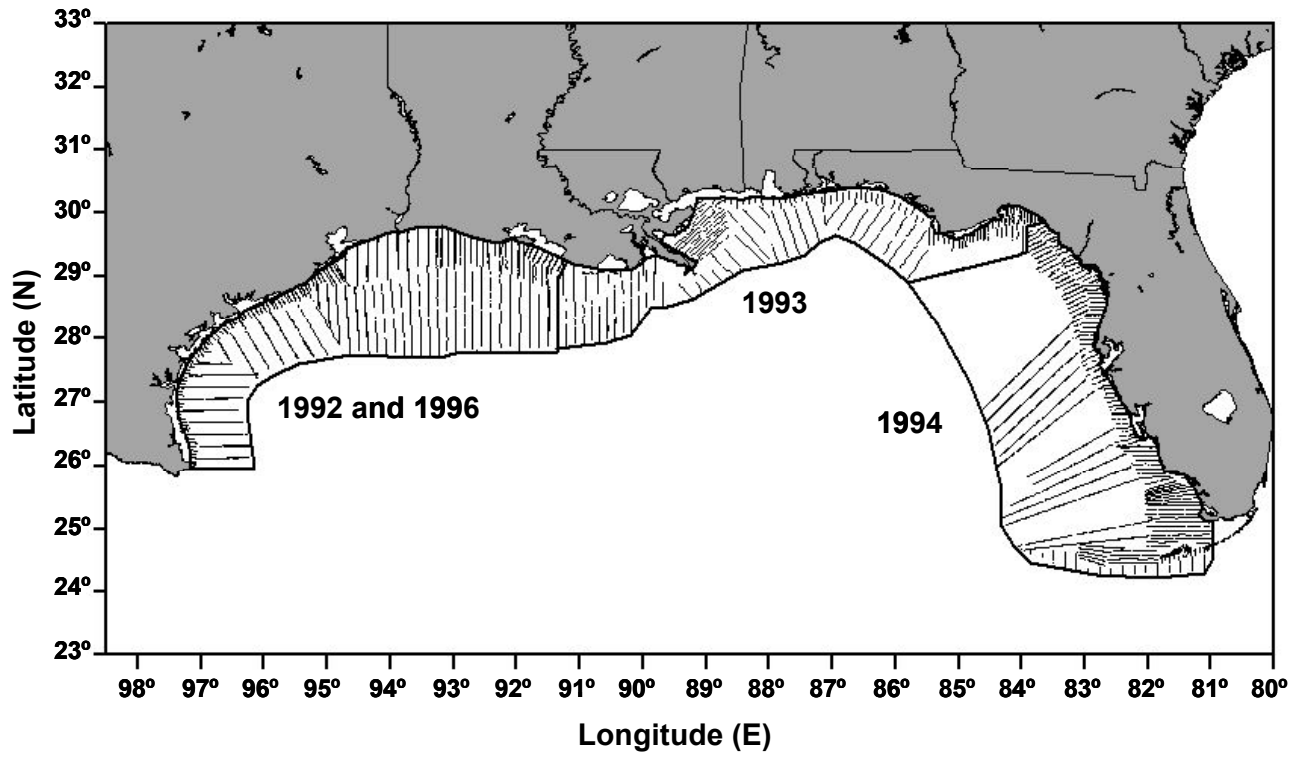 33º
32º
31º
30º
29º
28º
27º
26º
25º
24º
23º
Latitude (N)
1992 and 1996
1993
1994
98º 97º 96º 95º 94º 93º 92º 91º 90º 89º 88º 87º 86º 85º 84º 83º 82º 81º 80º
Longitude (E)